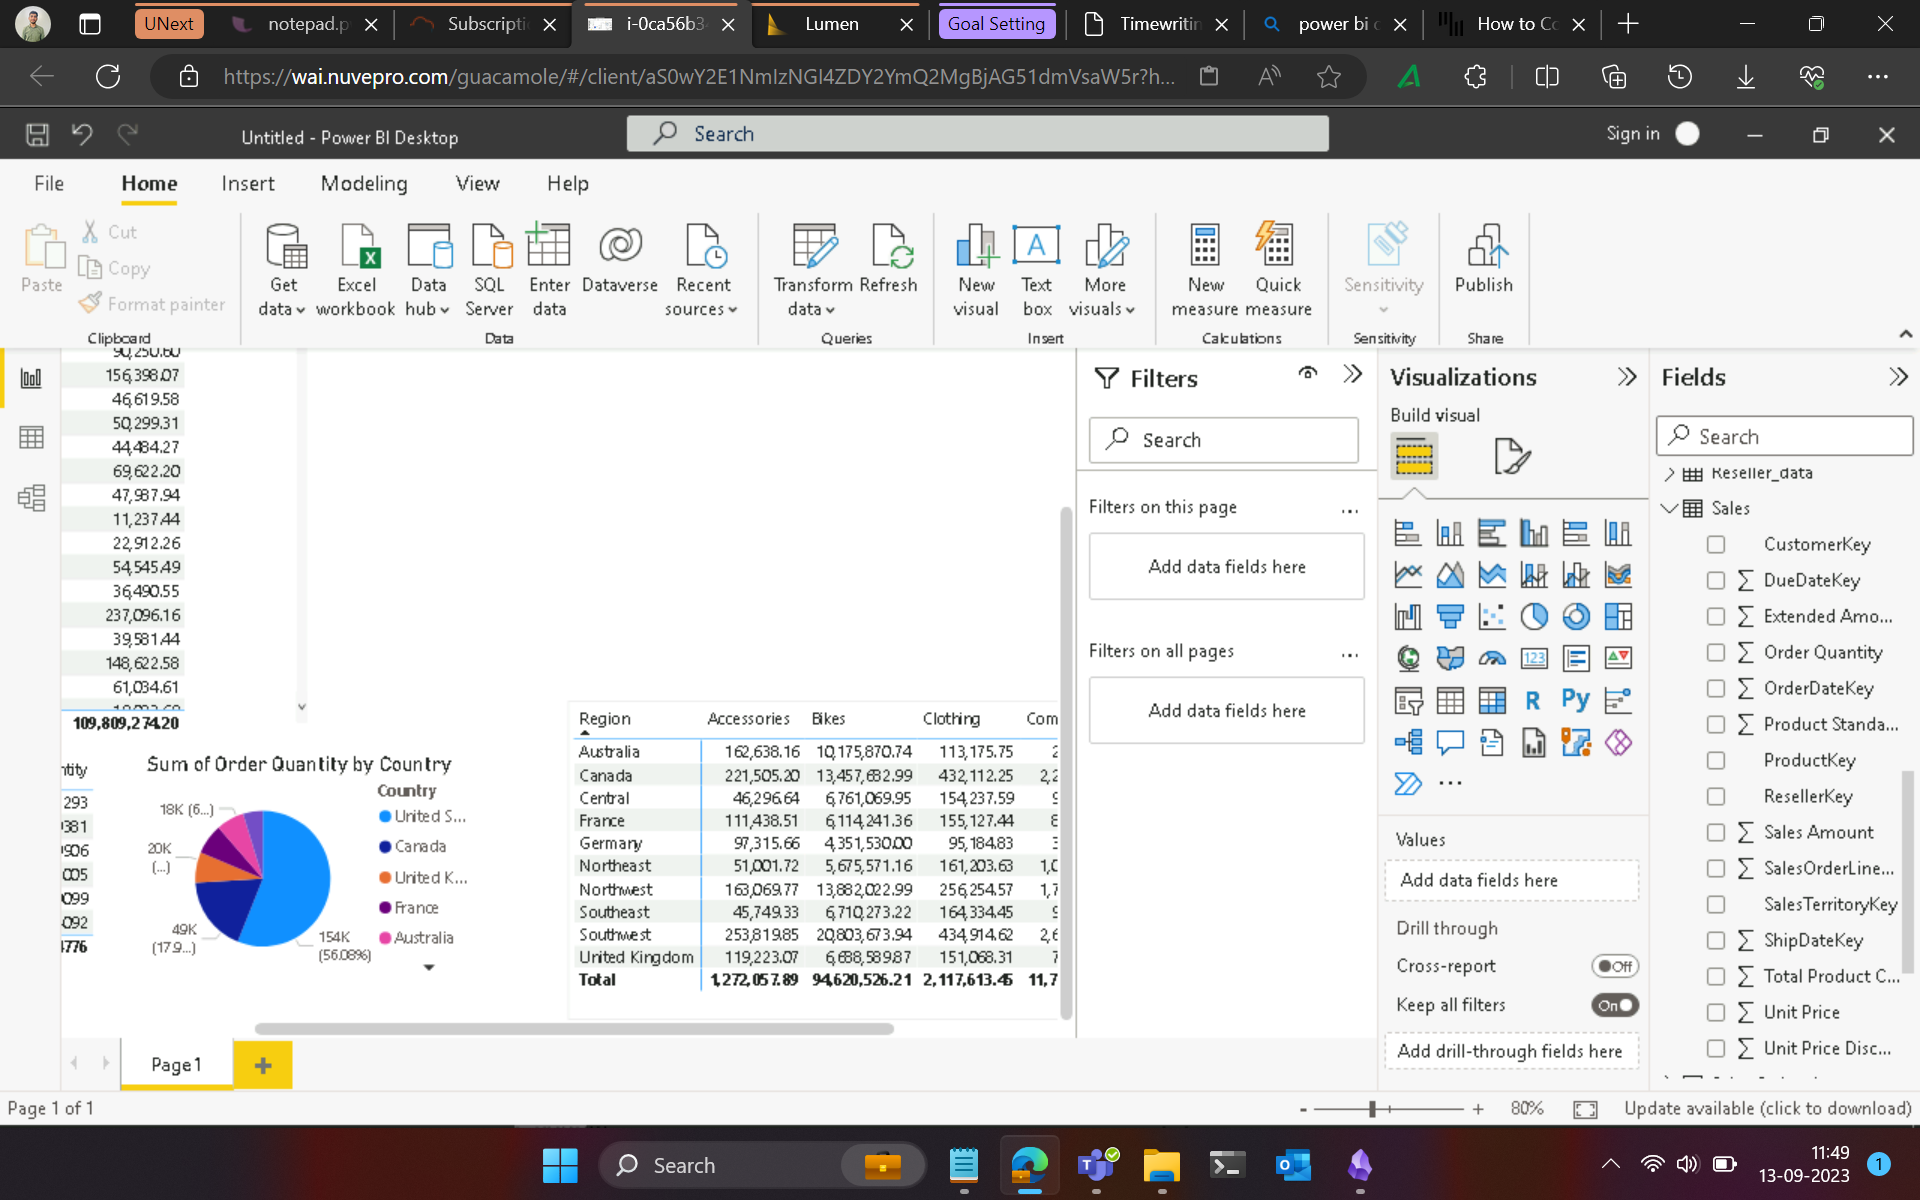 UNext
notepad.p
Subscripti
i-0ca56b34
Lumen
Goal Setting
Timewritin
power bi c
How to Co
https://wai.nuvepro.com/guacamole/#/client/aS0wY2E1NmIzNGI4ZDY2YmQ2MgBjAG51dmVsaW5r?h...
Untitled - Power BI Desktop
Search
Sign in
File
Home
Insert
Modeling
View
Help
Paste
Cut
Copy
Format painter
Clipboard
Get data
Excel workbook
Data hub
SQL Server
Enter data
Dataverse
Recent sources
Data
Transform data
Refresh
Queries
New visual
Text box
More visuals
Insert
New measure
Quick measure
Calculations
Sensitivity
Sensitivity
Publish
Share
90,250.60
156,398.07
46,619.58
50,299.31
44,484.27
69,622.20
47,987.94
11,237.44
22,912.26
54,545.49
36,490.55
237,096.16
39,581.44
148,622.58
61,034.61
109,809,274.20
ntity
293
381
906
005
099
092
776
Sum of Order Quantity by Country
18K (6...)
20K
(...)
49K
(17.9...)
154K
(56.08%)
Country
United S...
Canada
United K...
France
Australia
Region Accessories Bikes Clothing Com
Australia 162,638.16 10,175,870.74 113,175.75 2
Canada 221,505.20 13,457,632.99 432,112.25 2,2
Central 46,296.64 6,761,069.95 154,237.59 9
France 111,438.51 6,114,241.36 155,127.44 8
Germany 97,315.66 4,351,530.00 95,184.83 3
Northeast 51,001.72 5,675,571.16 161,203.63 1,0
Northwest 163,069.77 13,882,022.99 256,254.57 1,7
Southeast 45,749.33 6,710,273.22 164,334.45 9
Southwest 253,819.85 20,803,673.94 434,914.62 2,6
United Kingdom 119,223.07 6,688,589.87 151,068.31 7
Total 1,272,057.89 94,620,526.21 2,117,613.45 11,7
Filters
Search
Filters on this page
...
Add data fields here
Filters on all pages
...
Add data fields here
Visualizations
Build visual
123
R
Py
...
Values
Add data fields here
Drill through
Cross-report
Off
Keep all filters
On
Add drill-through fields here
Fields
Search
Reseller_data
Sales
CustomerKey
DueDateKey
Extended Amo...
Order Quantity
OrderDateKey
Product Standa...
ProductKey
ResellerKey
Sales Amount
SalesOrderLine...
SalesTerritoryKey
ShipDateKey
Total Product C...
Unit Price
Unit Price Disc...
Page 1
+
Page 1 of 1
- + 80%
Update available (click to download)
Search
11:49
13-09-2023
1